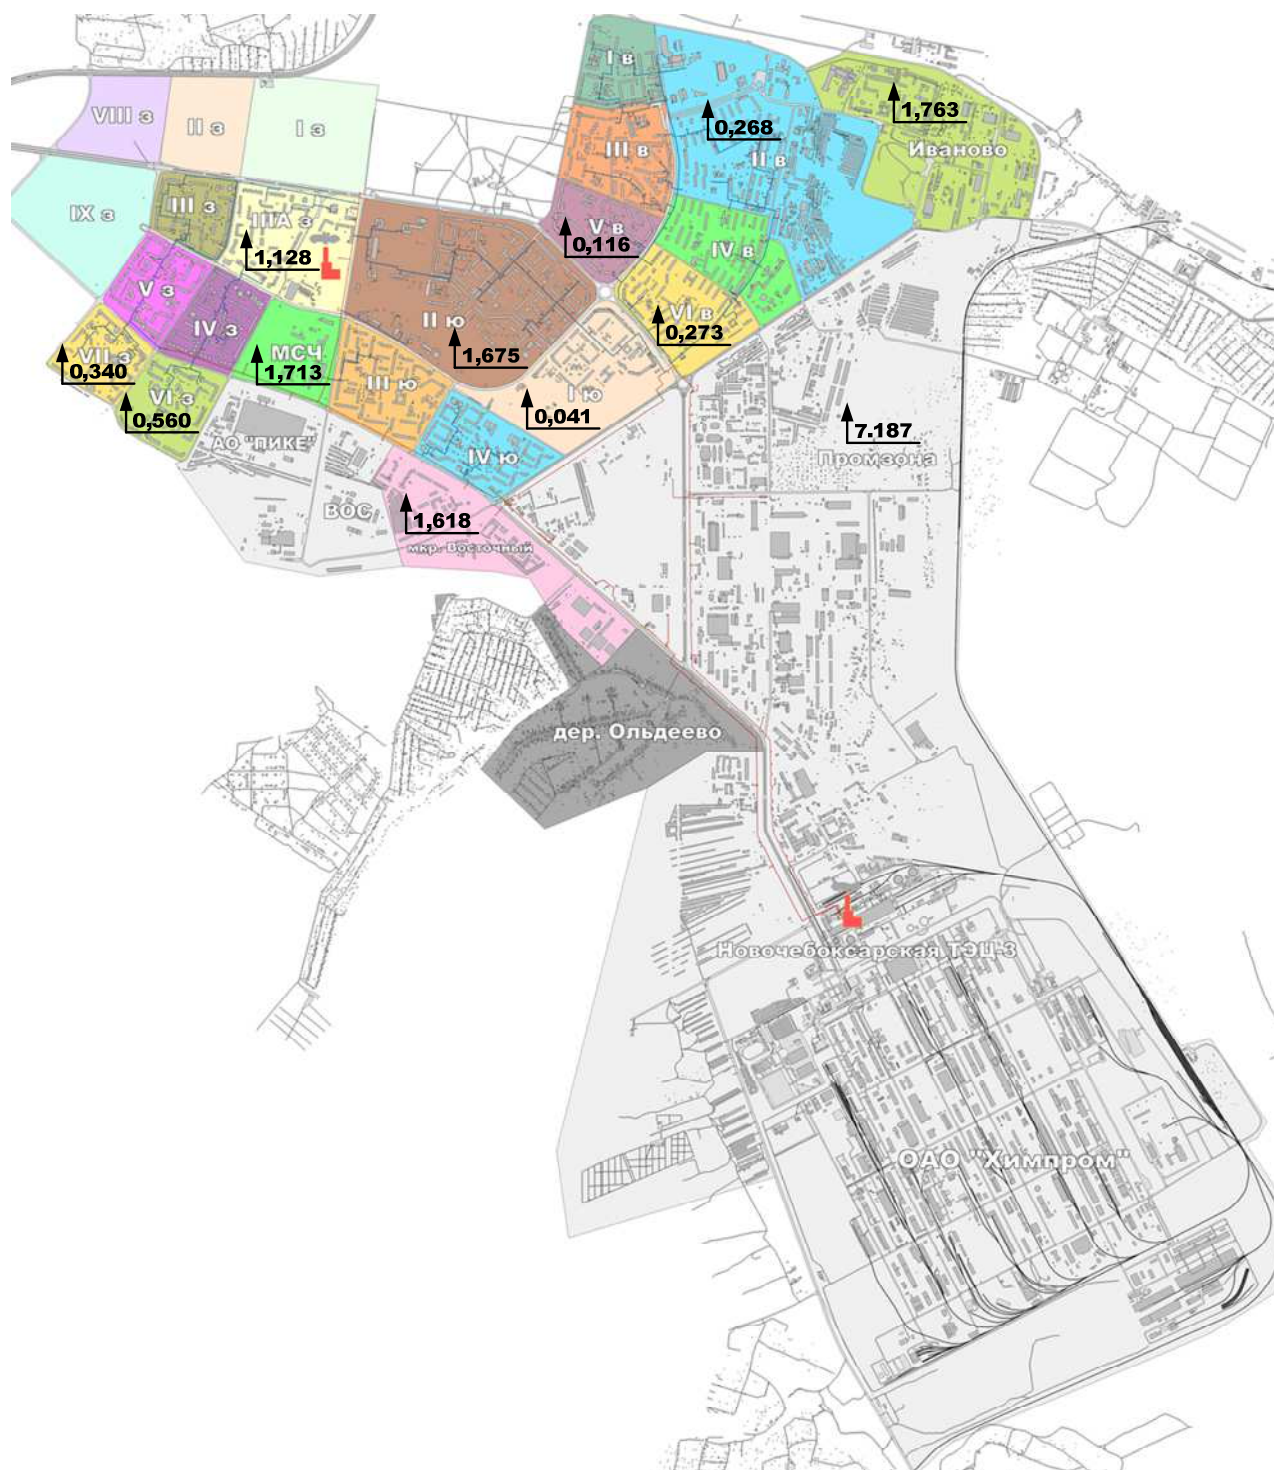 I в
VIII з
II з
I з
0,268
1,763
III в
II в
Иваново
IX з
III з
IIIА з
V в
0,116
IV в
1,128
V з
IV з
II ю
VI в
0,273
VII з
0,340
МСЧ
1,713
1,675
III ю
I ю
VI з
0,560
0,041
АО "ПИКЕ"
IV ю
7.187
Промзона
ВОС
1,618
мкр. Восточный
дер. Ольдеево
Новочебоксарская ТЭЦ-3
ОАО "Химпром"